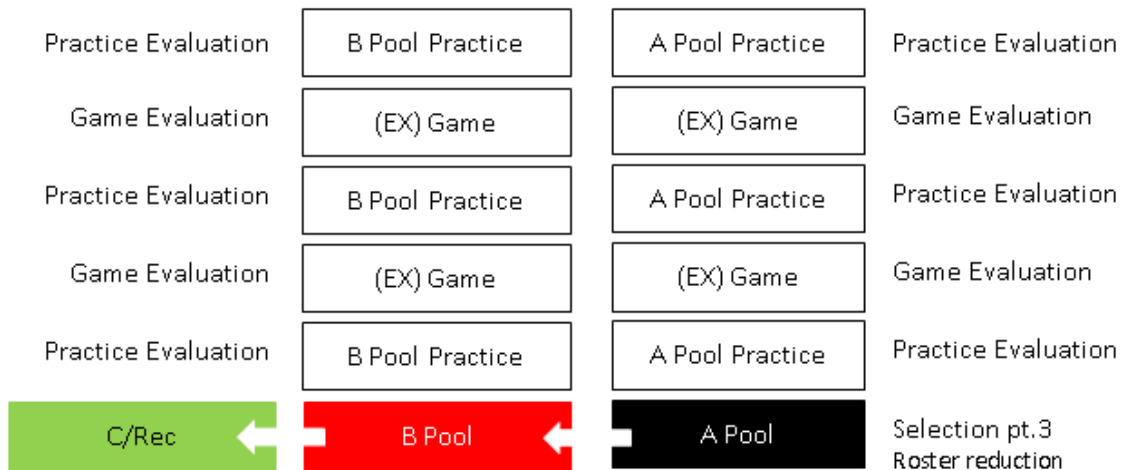 Practice Evaluation B Pool Practice A Pool Practice Practice Evaluation
Game Evaluation (EX) Game (EX) Game Game Evaluation
Practice Evaluation B Pool Practice A Pool Practice Practice Evaluation
Game Evaluation (EX) Game (EX) Game Game Evaluation
Practice Evaluation B Pool Practice A Pool Practice Practice Evaluation
C/Rec B Pool A Pool Selection pt.3
Roster reduction